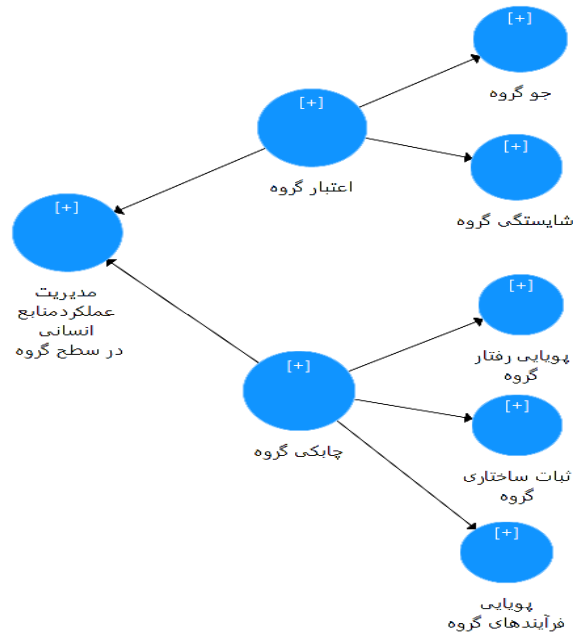 [+]
جو گروه
[+]
اعتبار گروه
[+]
شایستگی گروه
[+]
مدیریت
عملکردمنابع
انسانی
در سطح گروه
[+]
پویایی رفتار
گروه
[+]
چابکی گروه
[+]
ثبات ساختاری
گروه
[+]
پویایی
فرآیندهای گروه